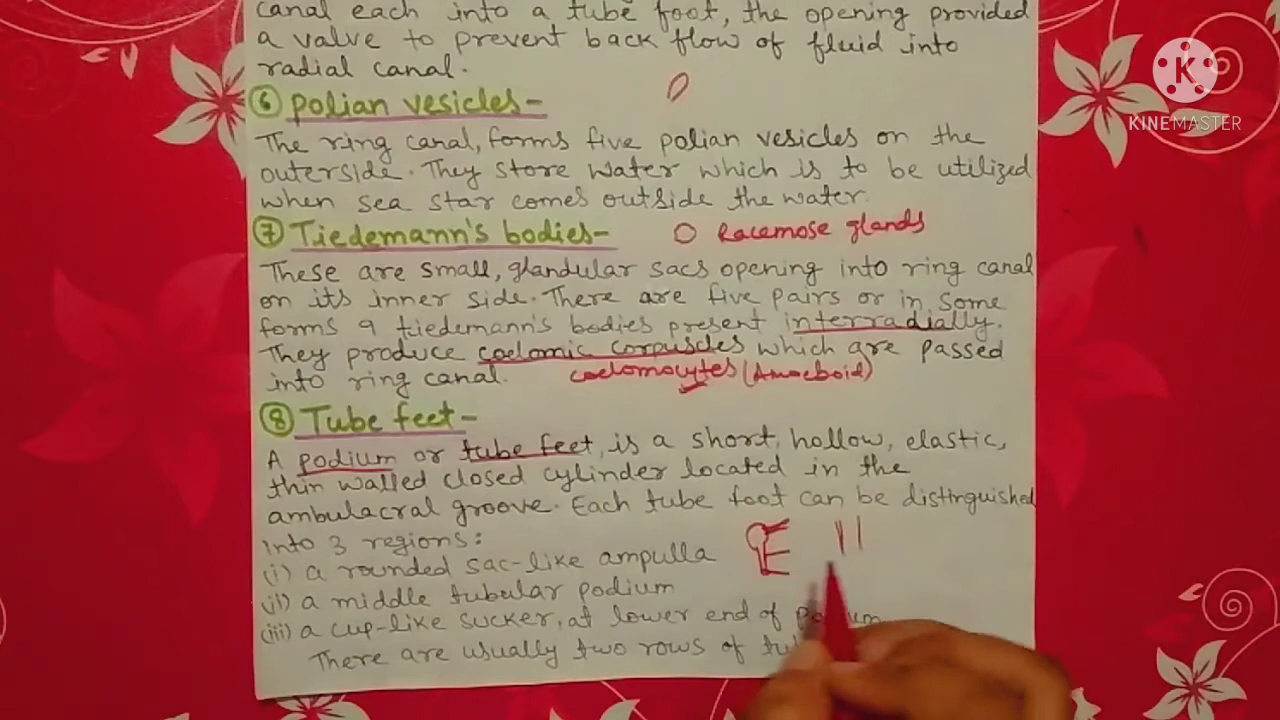 canal each into a tube foot, the opening provided
a valve to prevent back flow of fluid into
radial canal.
K
KINEMASTER
⑥ polian vesicles-
The ring canal, forms five polian vesicles on the
outerside. They store water which is to be utilized
when sea star comes outside the water.
⑦ Tiedemann's bodies-
Racemose glands
These are small, glandular sacs opening into ring canal
on its inner side. There are five pairs or in some
forms 9 tiedemann's bodies present interradially.
They produce coelomic corpuscles which are passed
into ring canal. coelomocytes (Amoeboid)
⑧ Tube feet-
A podium or tube feet, is a short, hollow, elastic,
thin walled closed cylinder located in the
ambulacral groove. Each tube foot can be distinguished
into 3 regions:
(i) a rounded sac-like ampulla
(ii) a middle tubular podium
(iii) a cup-like sucker, at lower end of podium
There are usually two rows of